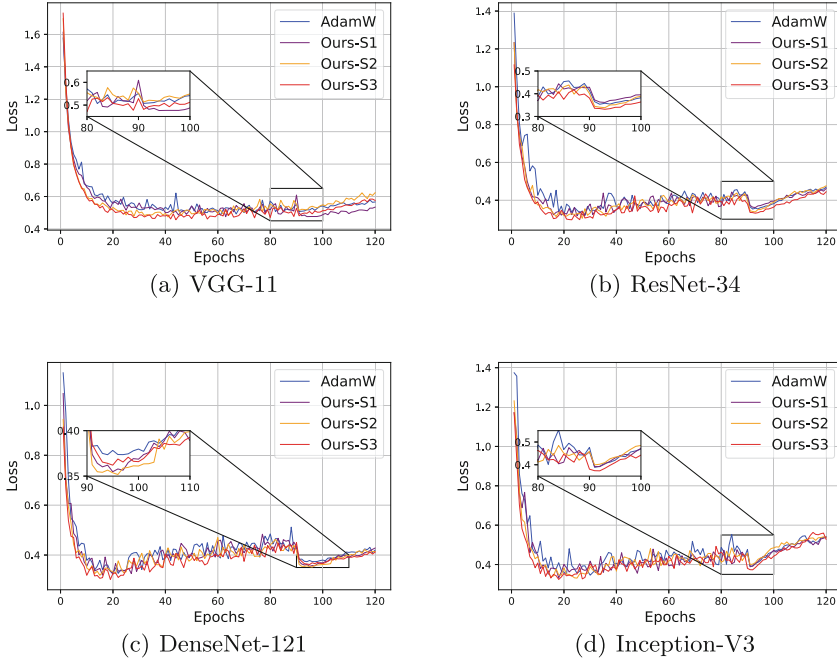 1.6
1.4
1.2
1.0
0.8
0.6
0.4
Loss
0.6
0.5
80 90 100
AdamW
Ours-S1
Ours-S2
Ours-S3
0 20 40 60 80 100 120
Epochs
(a) VGG-11
1.4
1.2
1.0
0.8
0.6
0.4
Loss
0.5
0.4
0.3
80 90 100
AdamW
Ours-S1
Ours-S2
Ours-S3
0 20 40 60 80 100 120
Epochs
(b) ResNet-34
1.0
0.8
0.6
0.4
Loss
0.40
0.35
90 100 110
AdamW
Ours-S1
Ours-S2
Ours-S3
0 20 40 60 80 100 120
Epochs
(c) DenseNet-121
1.4
1.2
1.0
0.8
0.6
0.4
Loss
0.5
0.4
80 90 100
AdamW
Ours-S1
Ours-S2
Ours-S3
0 20 40 60 80 100 120
Epochs
(d) Inception-V3